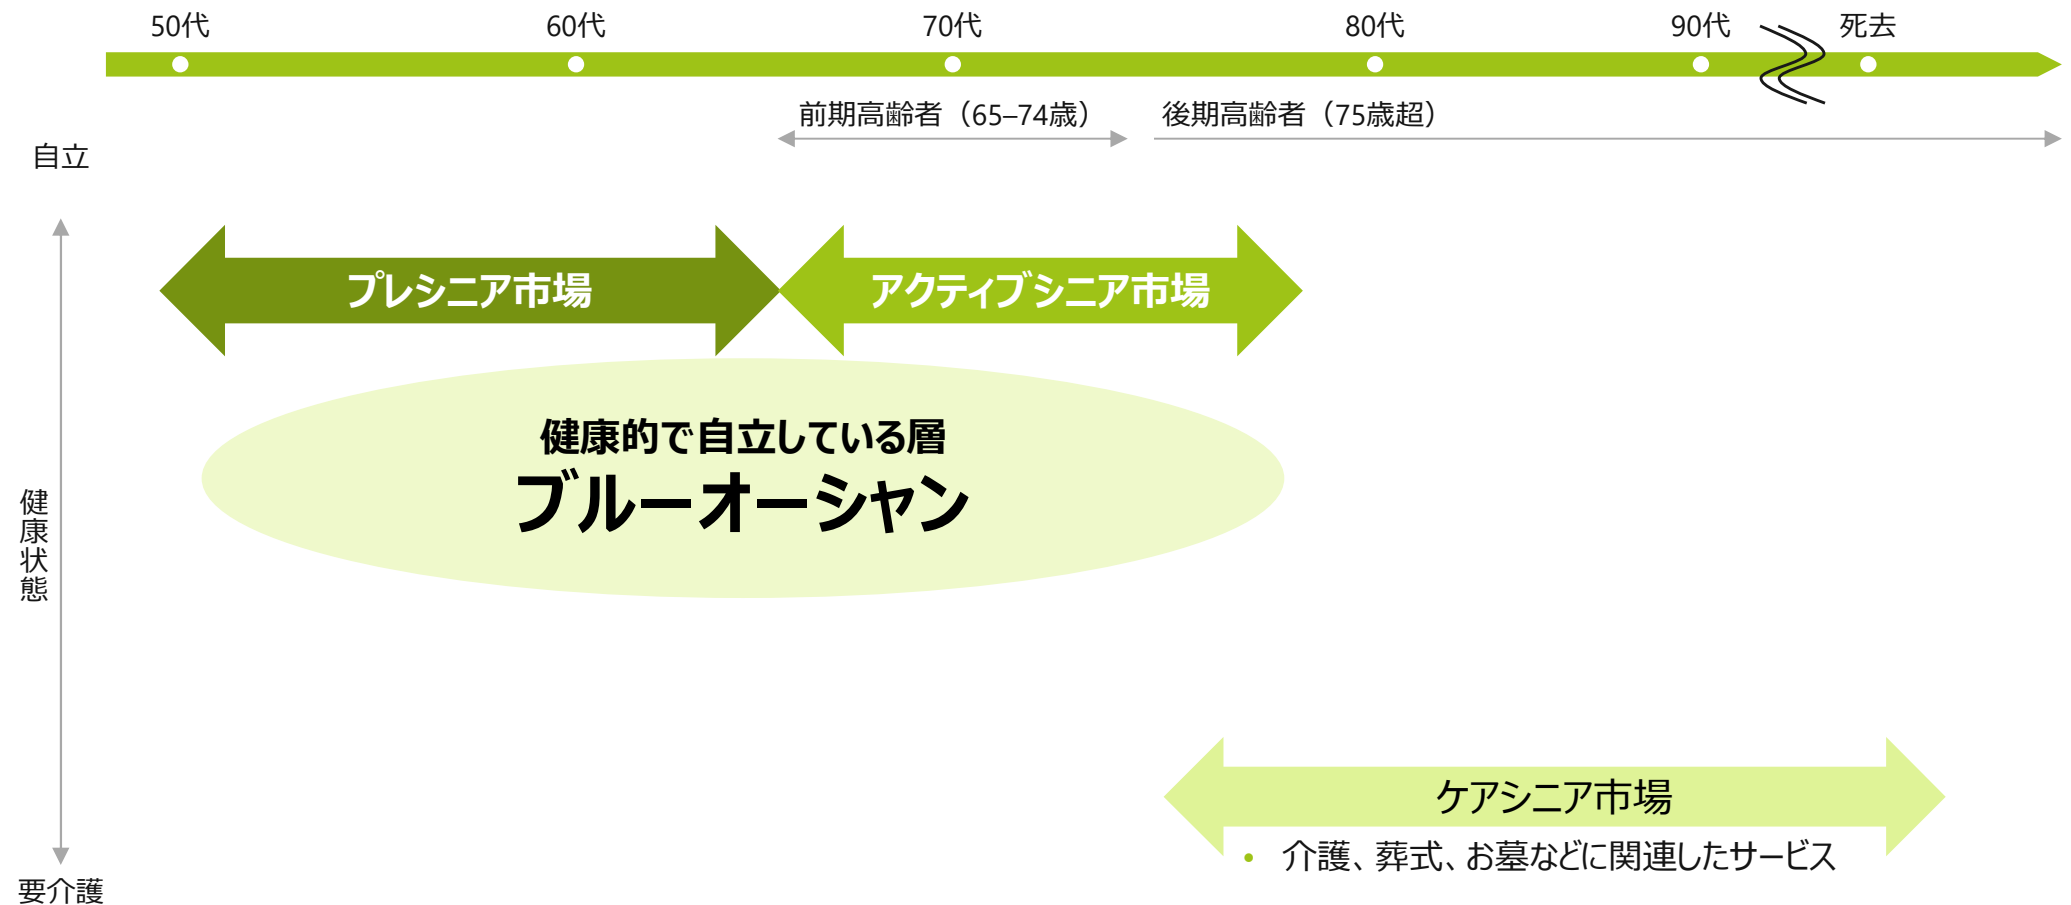 50代
60代
70代
80代
90代
死去
前期高齢者（65–74歳）
後期高齢者（75歳超）
自立
プレシニア市場
アクティブシニア市場
健康的で自立している層
ブルーオーシャン
健康状態
ケアシニア市場
• 介護、葬式、お墓などに関連したサービス
要介護